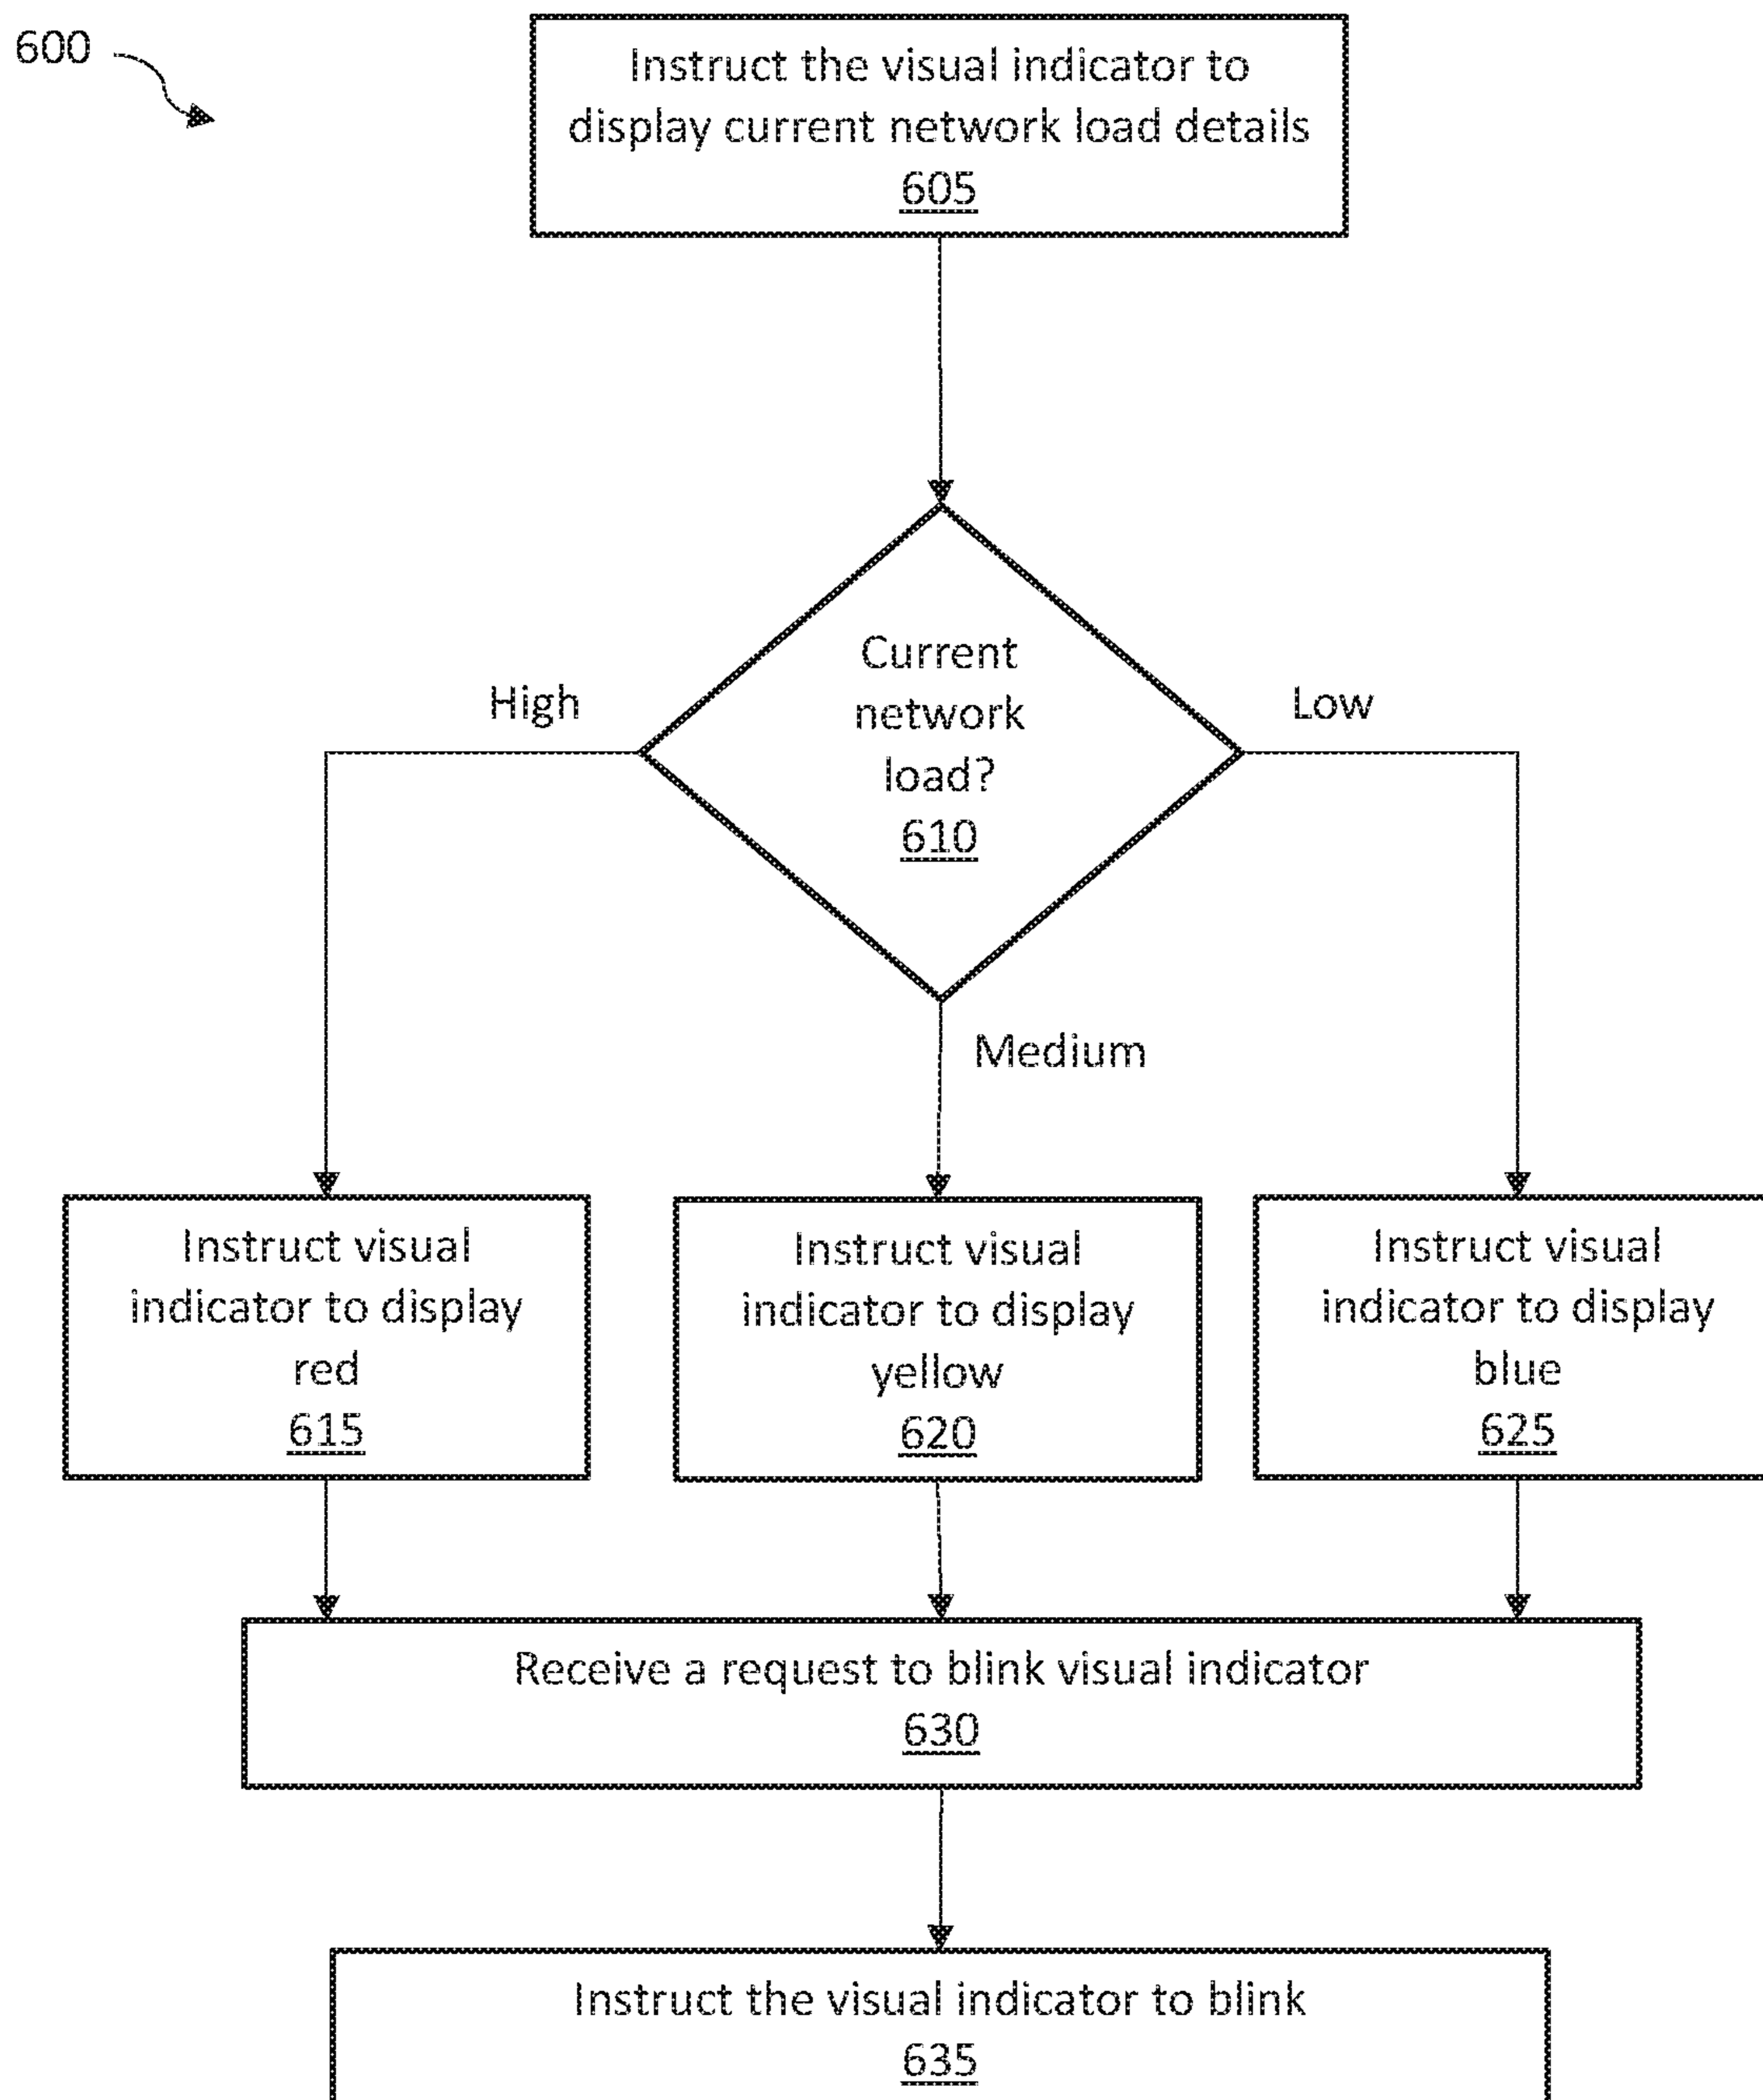 600
Instruct the visual indicator to
display current network load details
605
Current
network
load?
610
High
Low
Medium
Instruct visual
indicator to display
red
615
Instruct visual
indicator to display
yellow
620
Instruct visual
indicator to display
blue
625
Receive a request to blink visual indicator
630
Instruct the visual indicator to blink
635